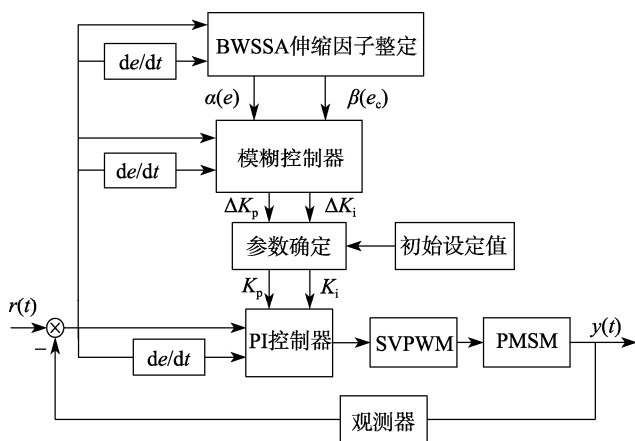 BWSSA伸缩因子整定
de/dt
α(e)
β(e_c)
模糊控制器
de/dt
ΔK_p
ΔK_i
参数确定
初始设定值
K_p
K_i
r(t)
−
PI控制器
SVPWM
PMSM
y(t)
de/dt
观测器